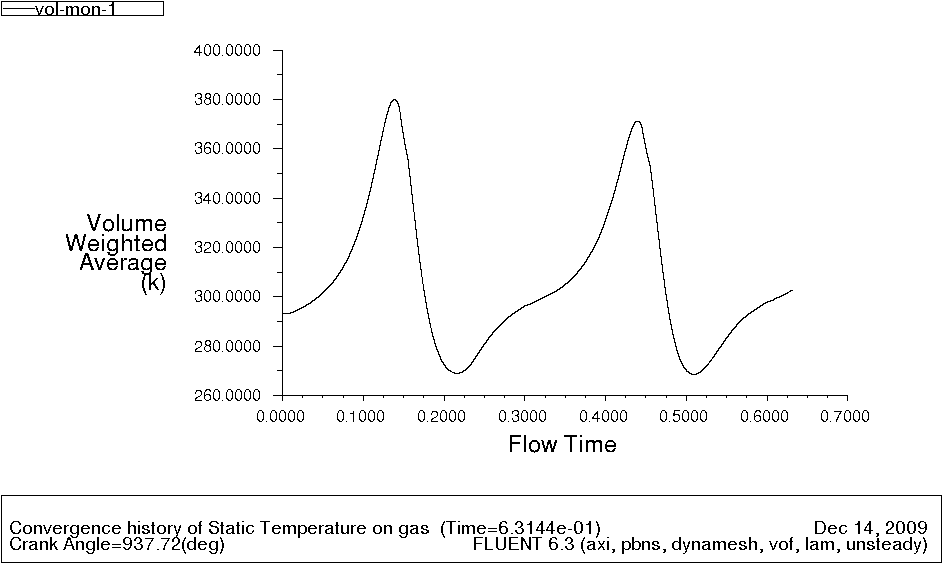 vol-mon-1
400.0000
380.0000
360.0000
340.0000
320.0000
300.0000
280.0000
260.0000
Volume
Weighted
Average
(k)
0.0000 0.1000 0.2000 0.3000 0.4000 0.5000 0.6000 0.7000
Flow Time
Convergence history of Static Temperature on gas (Time=6.3144e-01) Dec 14, 2009
Crank Angle=937.72(deg) FLUENT 6.3 (axi, pbns, dynamesh, vof, lam, unsteady)